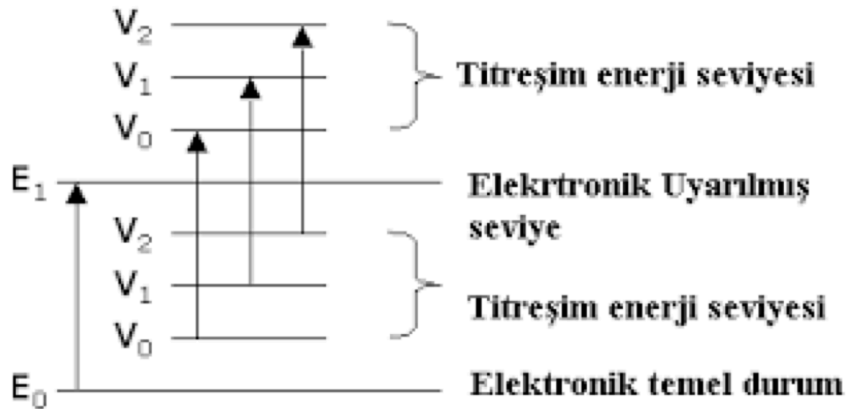 V2
V1 Titreşim enerji seviyesi
V0
E1 Elekrtronik Uyarılmış
seviye
V2
V1 Titreşim enerji seviyesi
V0
E0 Elektronik temel durum